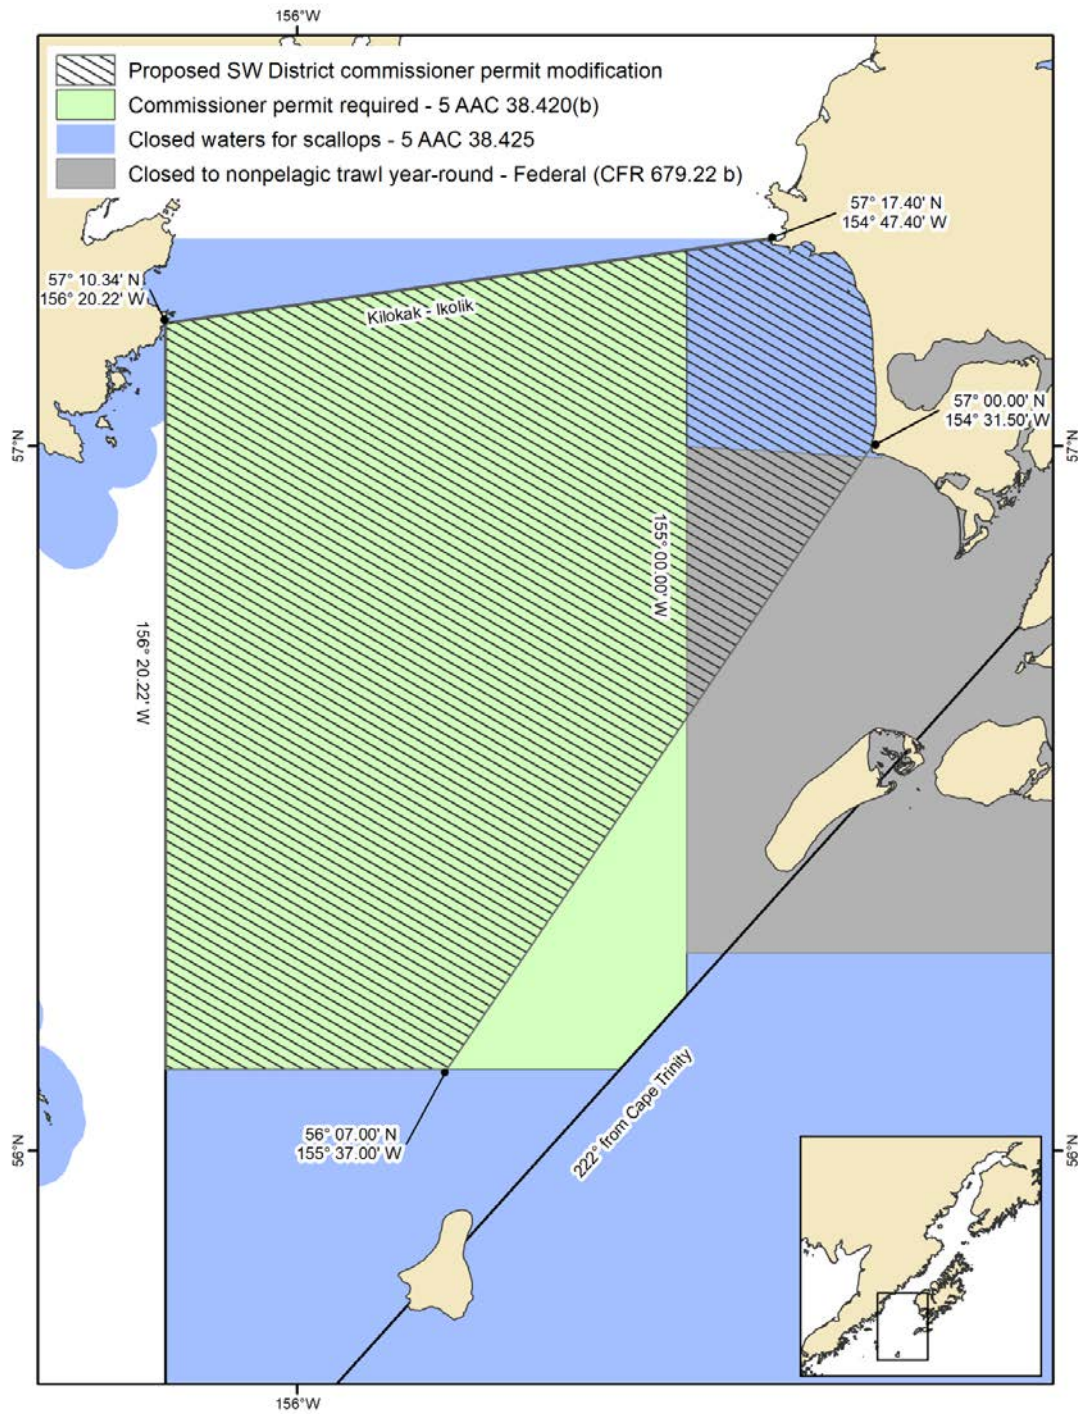 156°W
Proposed SW District commissioner permit modification
Commissioner permit required - 5 AAC 38.420(b)
Closed waters for scallops - 5 AAC 38.425
Closed to nonpelagic trawl year-round - Federal (CFR 679.22 b)
57° 17.40' N
154° 47.40' W
57° 10.34' N
156° 20.22' W
Kilokak - Ikolik
57° 00.00' N
154° 31.50' W
57°N
57°N
155° 00.00' W
156° 20.22' W
222° from Cape Trinity
56° 07.00' N
155° 37.00' W
56°N
56°N
156°W